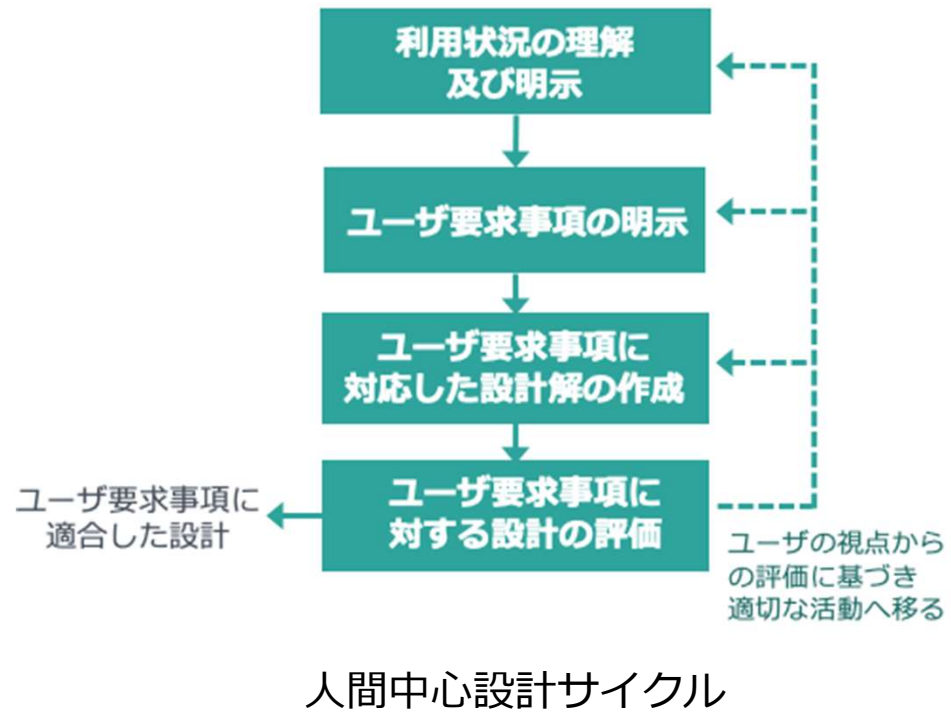 利用状況の理解
及び明示
ユーザ要求事項の明示
ユーザ要求事項に
対応した設計解の作成
ユーザ要求事項に
対する設計の評価
ユーザ要求事項に
適合した設計
ユーザの視点から
の評価に基づき
適切な活動へ移る
人間中心設計サイクル